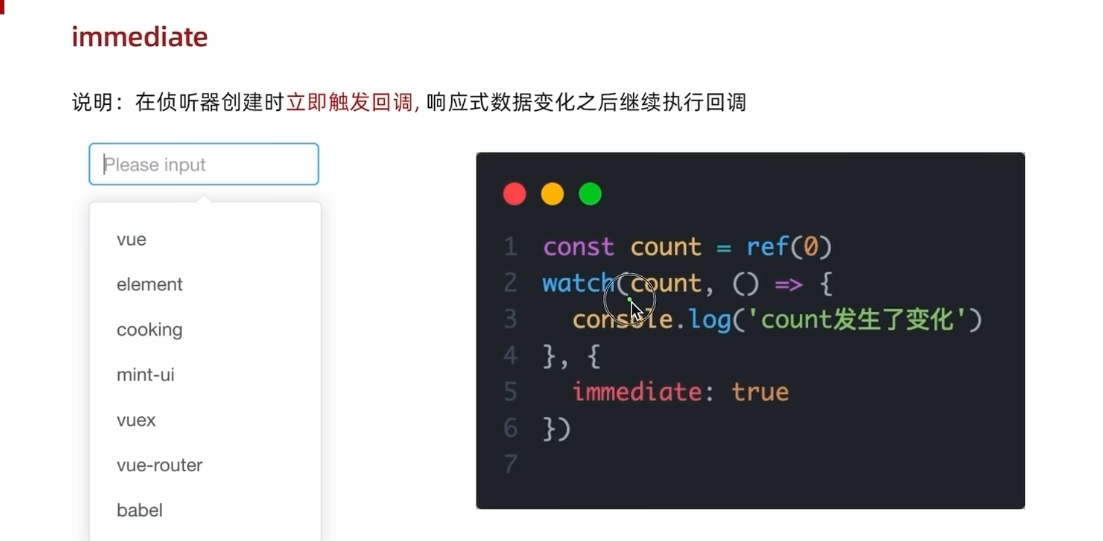 immediate
说明：在侦听器创建时立即触发回调, 响应式数据变化之后继续执行回调
Please input
vue
element
cooking
mint-ui
vuex
vue-router
babel
1 const count = ref(0)
2 watch(count, () => {
3 console.log('count发生了变化')
4 }, {
5 immediate: true
6 })
7